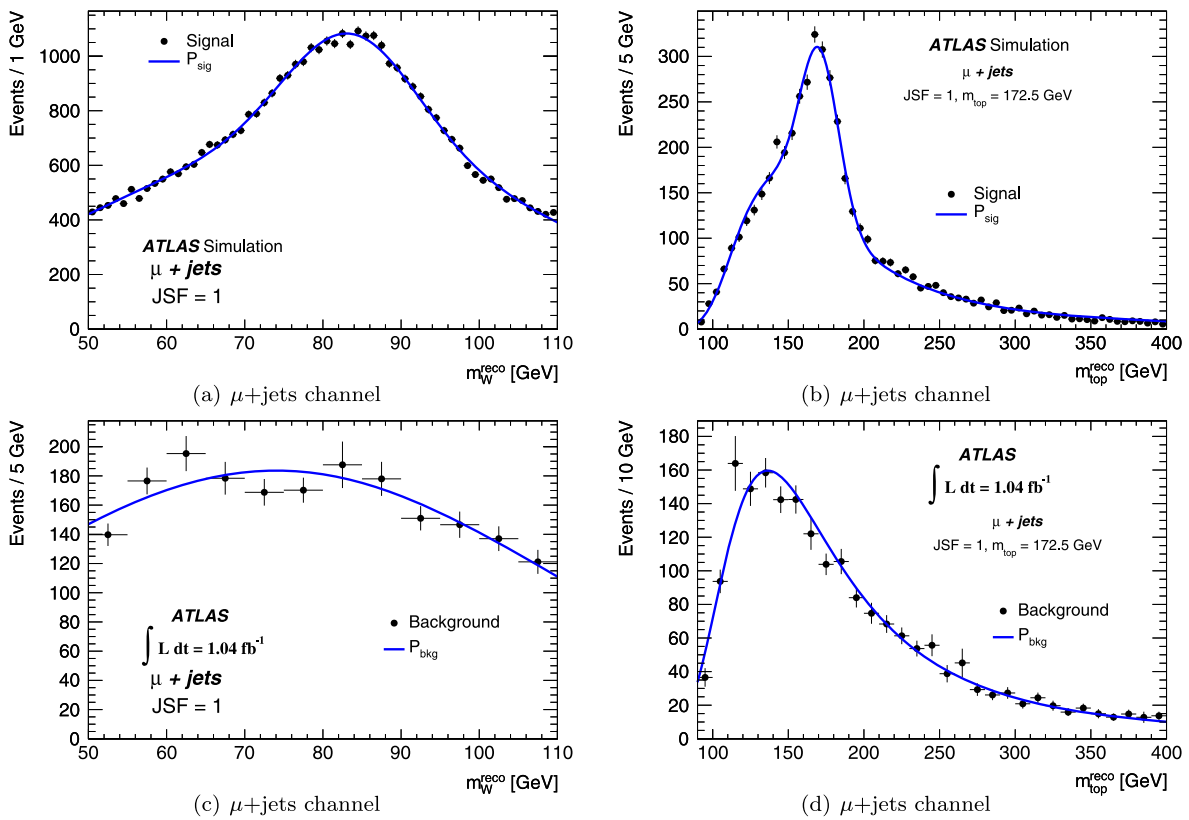 Events / 1 GeV
1000
800
600
400
200
0
Signal
P_sig
ATLAS Simulation
μ + jets
JSF = 1
50 60 70 80 90 100 110
m_W^reco [GeV]
(a) μ+jets channel
Events / 5 GeV
300
250
200
150
100
50
0
ATLAS Simulation
μ + jets
JSF = 1, m_top = 172.5 GeV
Signal
P_sig
100 150 200 250 300 350 400
m_top^reco [GeV]
(b) μ+jets channel
Events / 5 GeV
200
180
160
140
120
100
80
60
40
20
0
ATLAS
∫ L dt = 1.04 fb^-1
μ + jets
JSF = 1
Background
P_bkg
50 60 70 80 90 100 110
m_W^reco [GeV]
(c) μ+jets channel
Events / 10 GeV
180
160
140
120
100
80
60
40
20
0
ATLAS
∫ L dt = 1.04 fb^-1
μ + jets
JSF = 1, m_top = 172.5 GeV
Background
P_bkg
100 150 200 250 300 350 400
m_top^reco [GeV]
(d) μ+jets channel